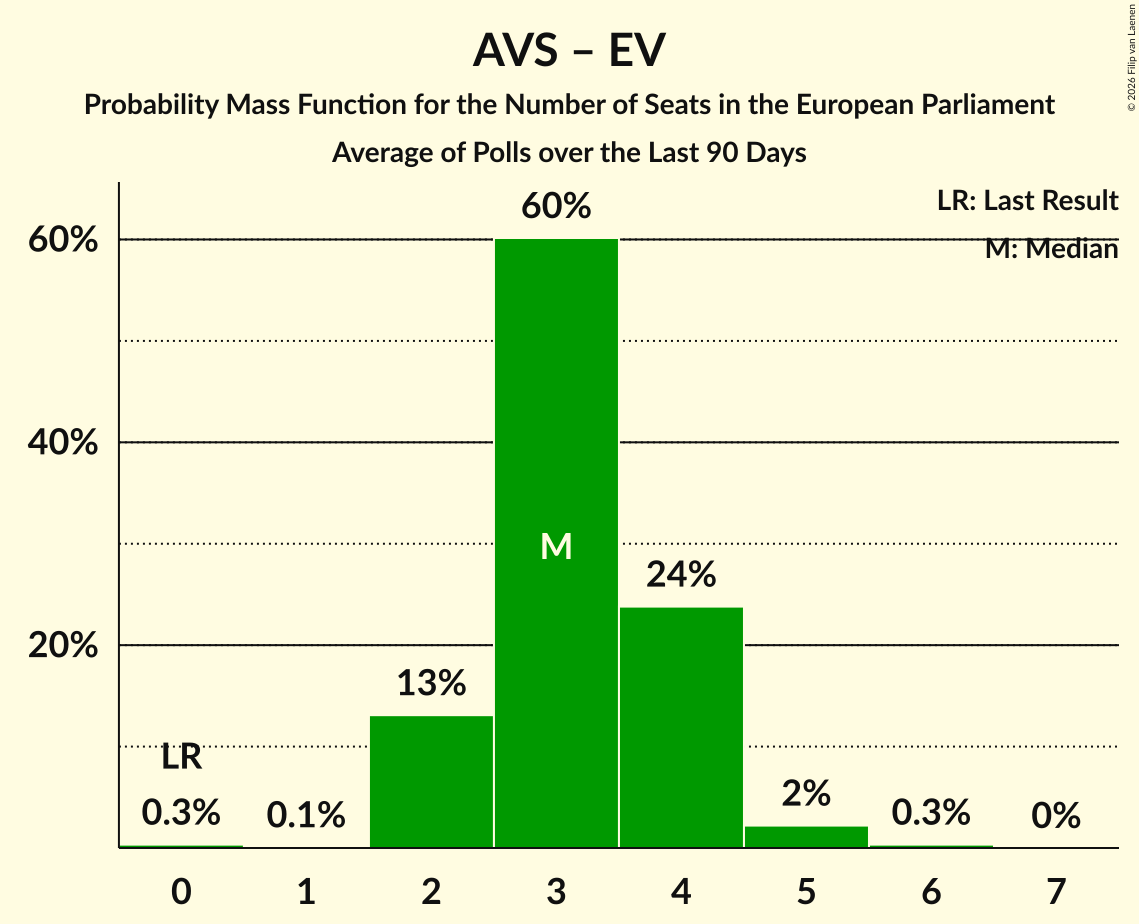 AVS – EV
Probability Mass Function for the Number of Seats in the European Parliament
Average of Polls over the Last 90 Days
© 2026 Filip van Laenen
LR: Last Result
M: Median
60%
40%
20%
LR
0.3%
0.1%
13%
60%
M
24%
2%
0.3%
0%
0 1 2 3 4 5 6 7